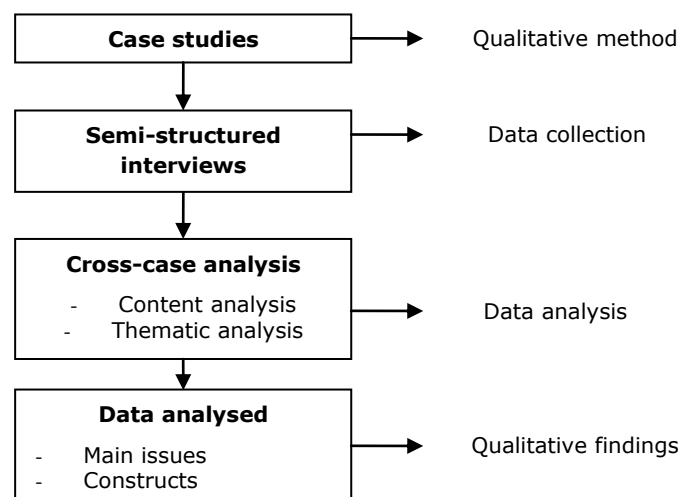 Case studies
Qualitative method
Semi-structured
interviews
Data collection
Cross-case analysis
- Content analysis
- Thematic analysis
Data analysis
Data analysed
- Main issues
- Constructs
Qualitative findings